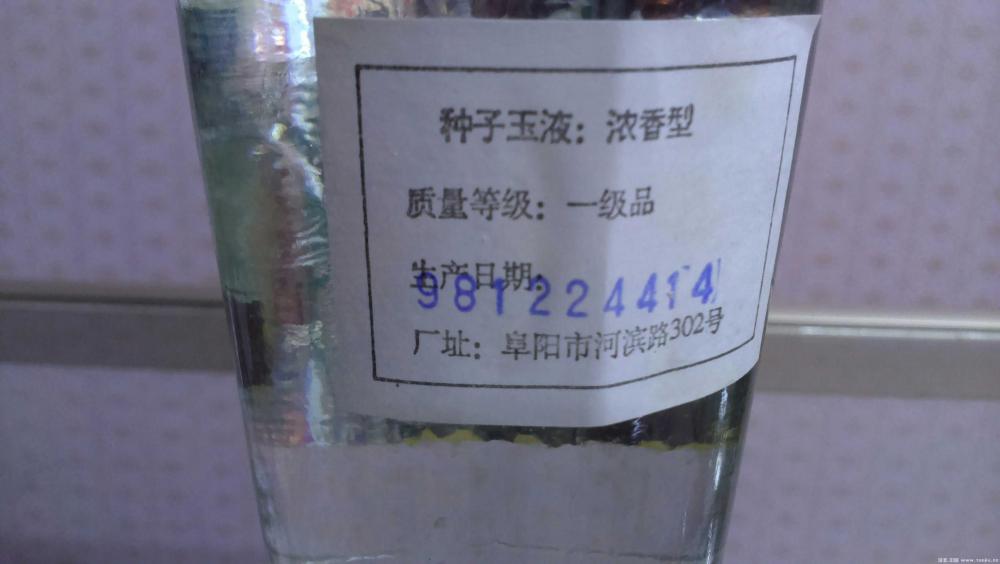 种子玉液：浓香型
质量等级：一级品
生产日期：
981224414
厂址：阜阳市河滨路302号